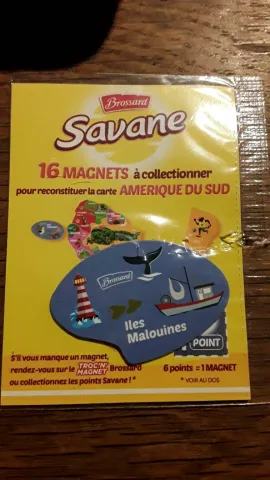 Brossard
Savane
16 MAGNETS à collectionner
pour reconstituer la carte AMERIQUE DU SUD
Brossard
Iles
Malouines
POINT
S'il vous manque un magnet,
rendez-vous sur le TROC'N' MAGNET Brossard
ou collectionnez les points Savane ! *
6 points = 1 MAGNET
* VOIR AU DOS